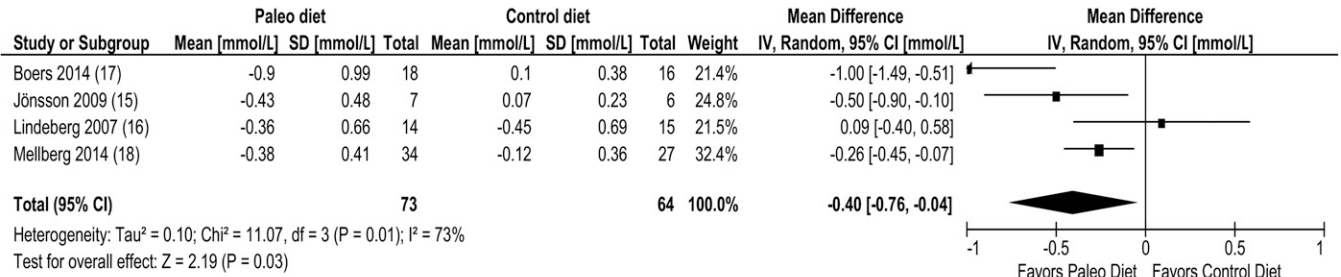 Paleo diet Control diet Mean Difference Mean Difference
Study or Subgroup Mean [mmol/L] SD [mmol/L] Total Mean [mmol/L] SD [mmol/L] Total Weight IV, Random, 95% CI [mmol/L] IV, Random, 95% CI [mmol/L]
Boers 2014 (17) -0.9 0.99 18 0.1 0.38 16 21.4% -1.00 [-1.49, -0.51]
Jönsson 2009 (15) -0.43 0.48 7 0.07 0.23 6 24.8% -0.50 [-0.90, -0.10]
Lindeberg 2007 (16) -0.36 0.66 14 -0.45 0.69 15 21.5% 0.09 [-0.40, 0.58]
Mellberg 2014 (18) -0.38 0.41 34 -0.12 0.36 27 32.4% -0.26 [-0.45, -0.07]
Total (95% CI) 73 64 100.0% -0.40 [-0.76, -0.04]
Heterogeneity: Tau² = 0.10; Chi² = 11.07, df = 3 (P = 0.01); I² = 73%
Test for overall effect: Z = 2.19 (P = 0.03)
-1 -0.5 0 0.5 1
Favors Paleo Diet Favors Control Diet